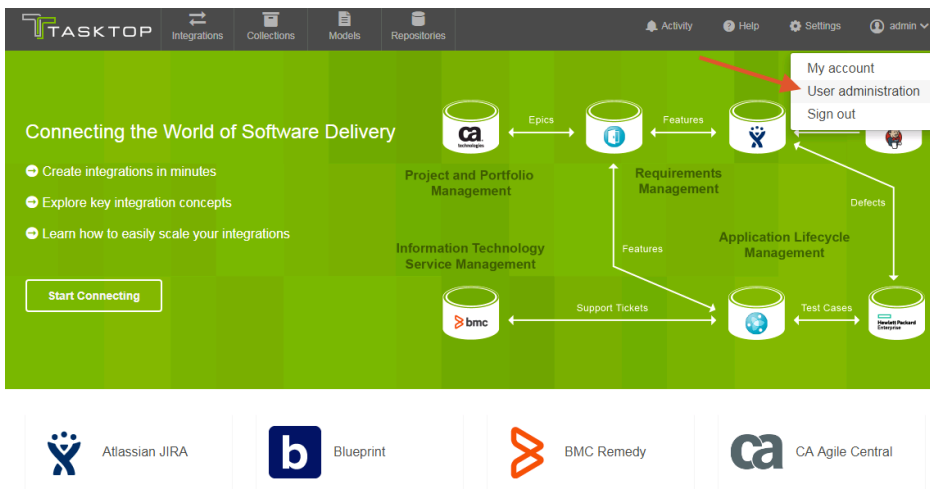 TASKTOP
Integrations
Collections
Models
Repositories
Activity
Help
Settings
admin
My account
User administration
Sign out
Connecting the World of Software Delivery
Create integrations in minutes
Explore key integration concepts
Learn how to easily scale your integrations
Start Connecting
ca
technologies
Epics
Features
Project and Portfolio
Management
Requirements
Management
Defects
Information Technology
Service Management
Features
Application Lifecycle
Management
bmc
Support Tickets
Test Cases
Hewlett Packard
Enterprise
Atlassian JIRA
b
Blueprint
BMC Remedy
ca
CA Agile Central